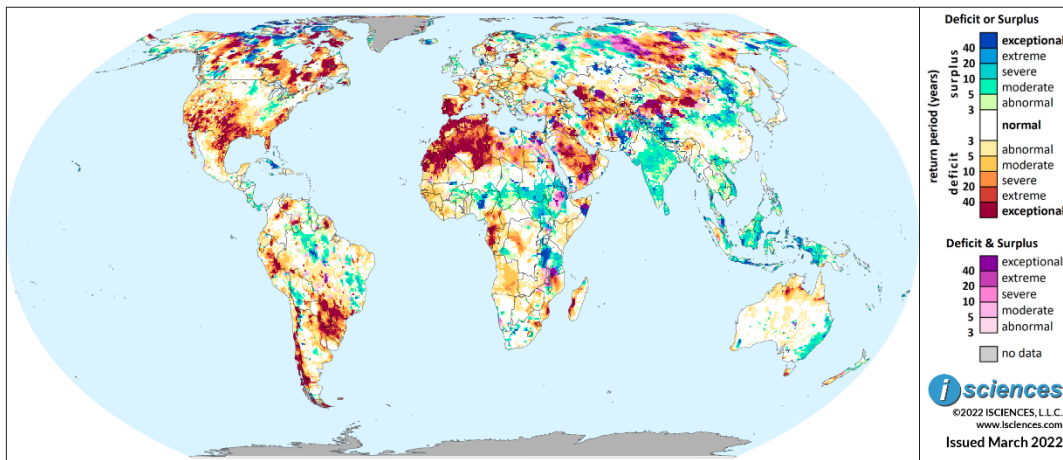 Deficit or Surplus
exceptional
40
extreme
20
severe
10
moderate
5
abnormal
3
normal
3
abnormal
5
moderate
10
severe
20
extreme
40
exceptional
return period (years)
surplus
deficit
Deficit & Surplus
exceptional
40
extreme
20
severe
10
moderate
5
abnormal
3
no data
i sciences
©2022 ISCIENCES, L.L.C.
www.isciences.com
Issued March 2022